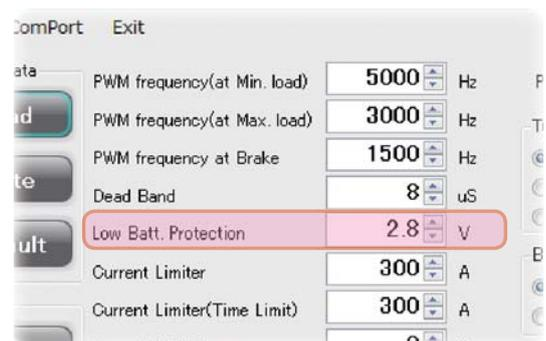 ComPort Exit
ata
PWM frequency(at Min. load) 5000 Hz
ad
PWM frequency(at Max. load) 3000 Hz
PWM frequency at Brake 1500 Hz
te
Dead Band 8 uS
Low Batt. Protection 2.8 V
ult
Current Limiter 300 A
Current Limiter(Time Limit) 300 A